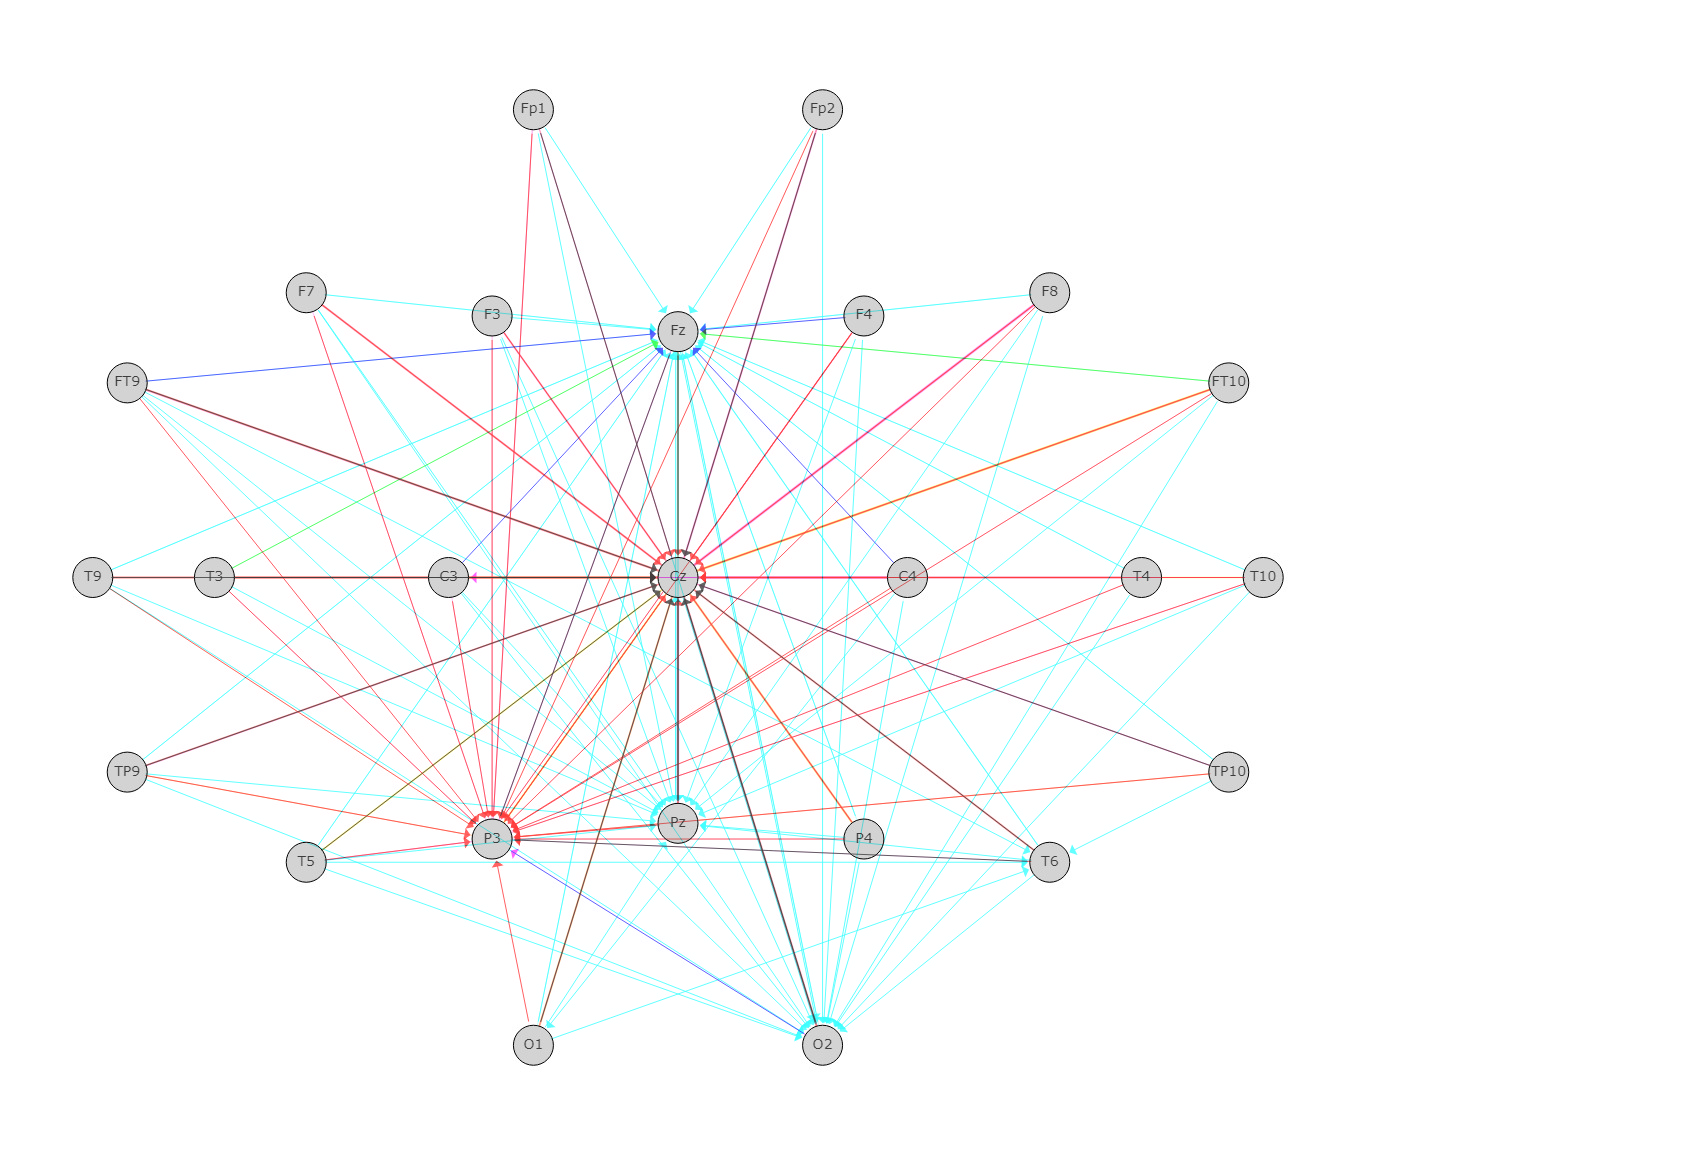 Fp1 Fp2
F7 F3 Fz F4 F8
FT9 FT10
T9 T3 C3 Cz C4 T4 T10
TP9 TP10
T5 P3 Pz P4 T6
O1 O2